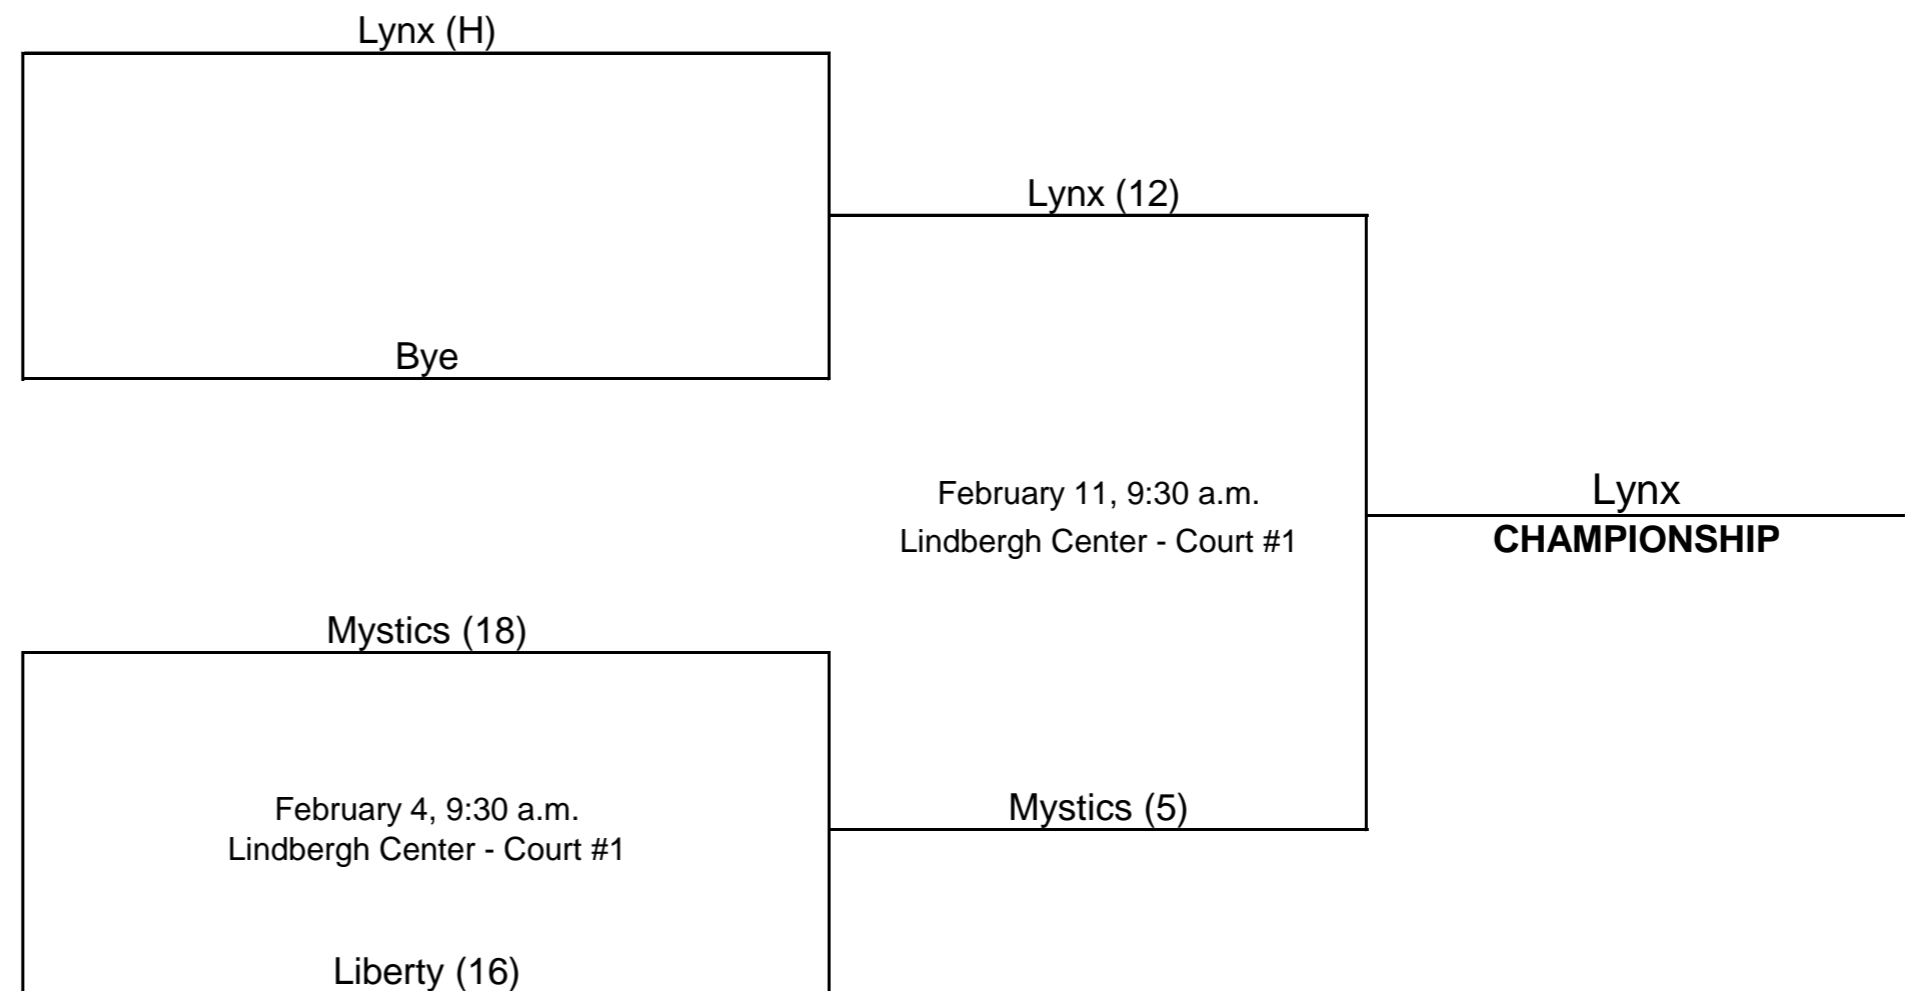 Lynx (H)
Lynx (12)
Bye
February 11, 9:30 a.m.
Lindbergh Center - Court #1
Lynx
CHAMPIONSHIP
Mystics (18)
February 4, 9:30 a.m.
Lindbergh Center - Court #1
Mystics (5)
Liberty (16)